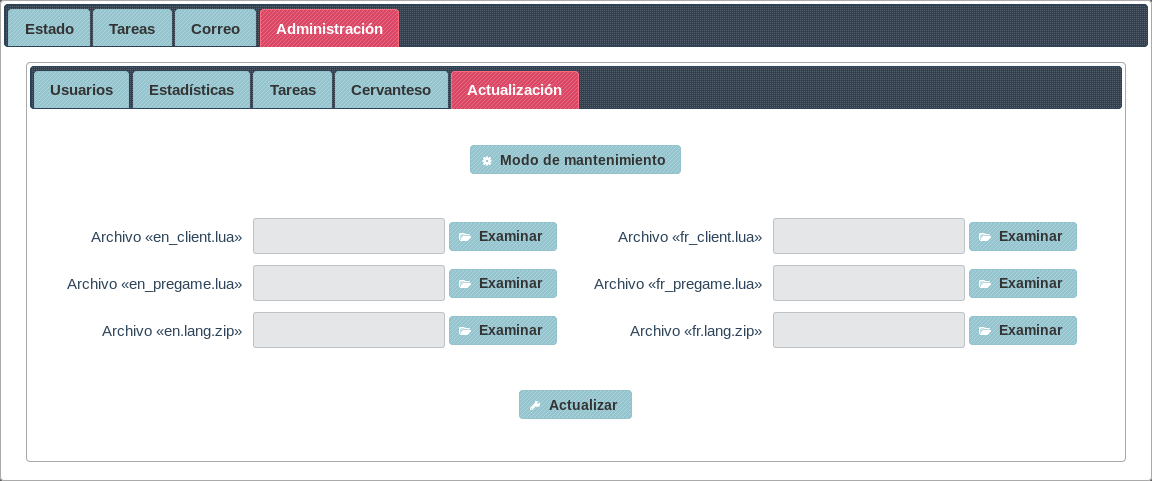 Estado Tareas Correo Administración
Usuarios Estadísticas Tareas Cervanteso Actualización
Modo de mantenimiento
Archivo «en_client.lua» Examinar Archivo «fr_client.lua» Examinar
Archivo «en_pregame.lua» Examinar Archivo «fr_pregame.lua» Examinar
Archivo «en.lang.zip» Examinar Archivo «fr.lang.zip» Examinar
Actualizar